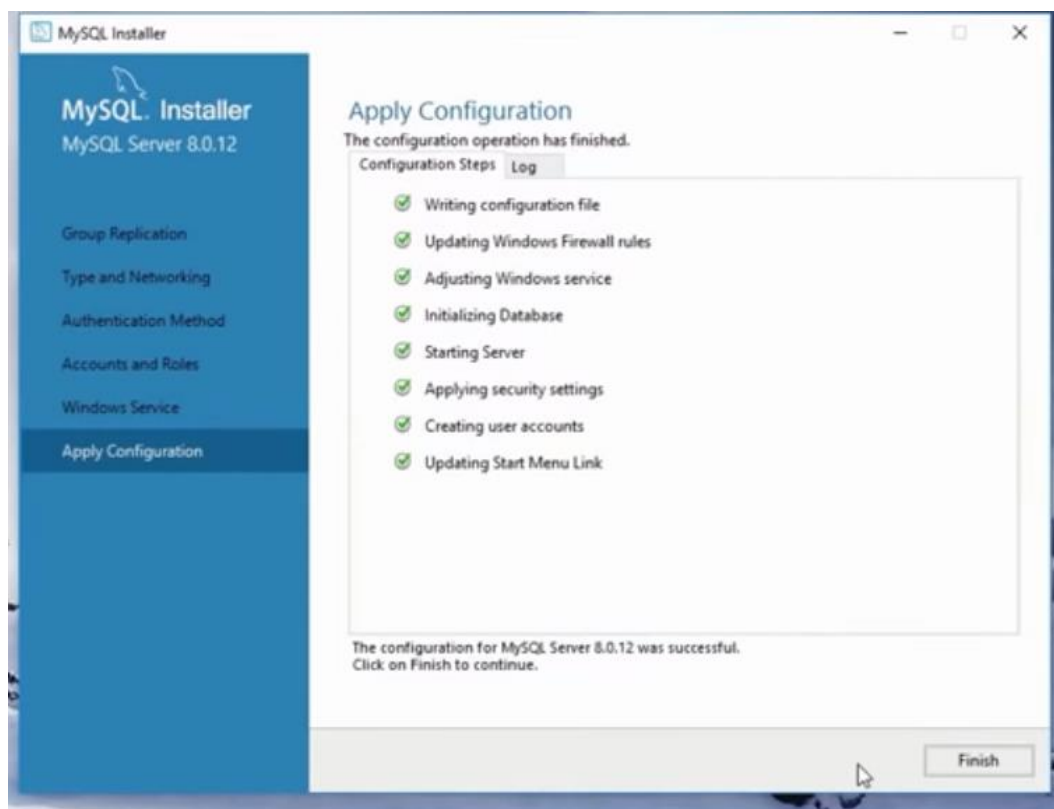 MySQL Installer
MySQL. Installer
MySQL Server 8.0.12
Group Replication
Type and Networking
Authentication Method
Accounts and Roles
Windows Service
Apply Configuration
Apply Configuration
The configuration operation has finished.
Configuration Steps Log
Writing configuration file
Updating Windows Firewall rules
Adjusting Windows service
Initializing Database
Starting Server
Applying security settings
Creating user accounts
Updating Start Menu Link
The configuration for MySQL Server 8.0.12 was successful.
Click on Finish to continue.
Finish